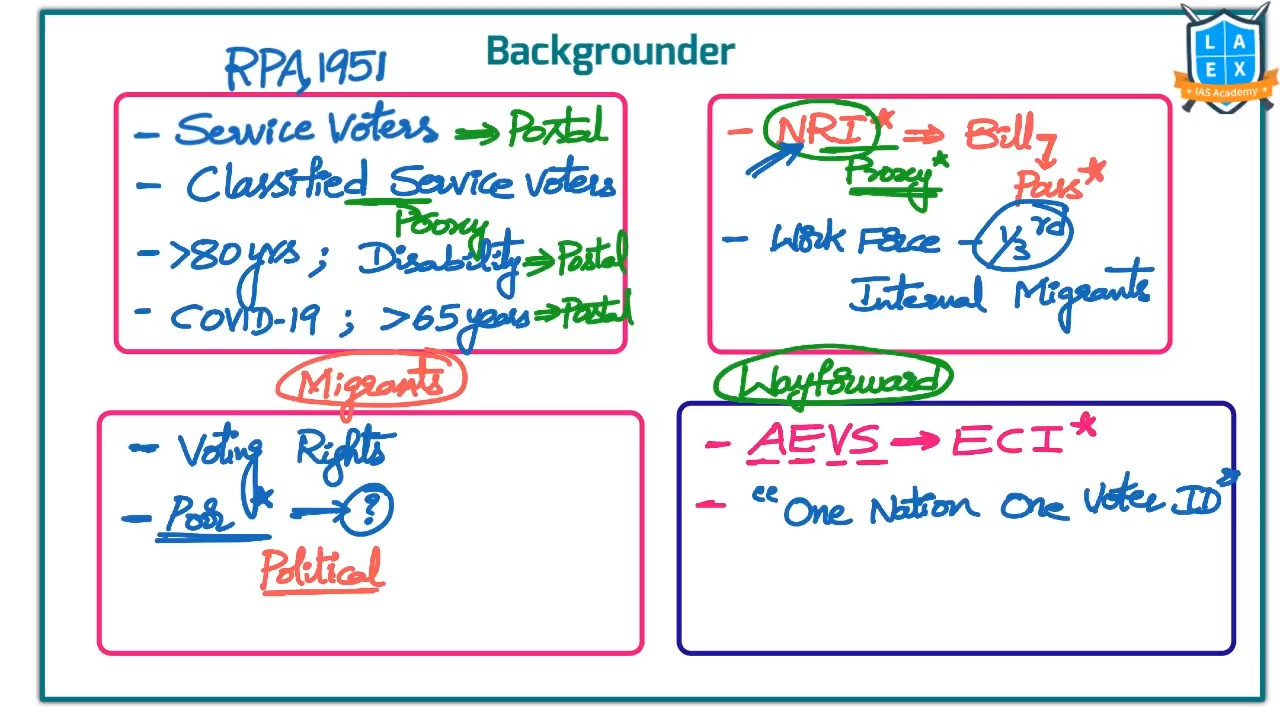 Backgrounder
L A
E X
IAS Academy
RPA, 1951
- Service Voters → Postal
- Classified Service Voters
Proxy
- >80 yrs ; Disability ⇒ Postal
- COVID-19 ; >65 years ⇒ Postal
- NRI* ⇒ Bill
Proxy* Pass*
- Work Force - 1/3rd
Internal Migrants
Migrants
- Voting Rights
- Poor* → ?
Political
Wayforward
- AEVS → ECI*
- "One Nation One Voter ID"